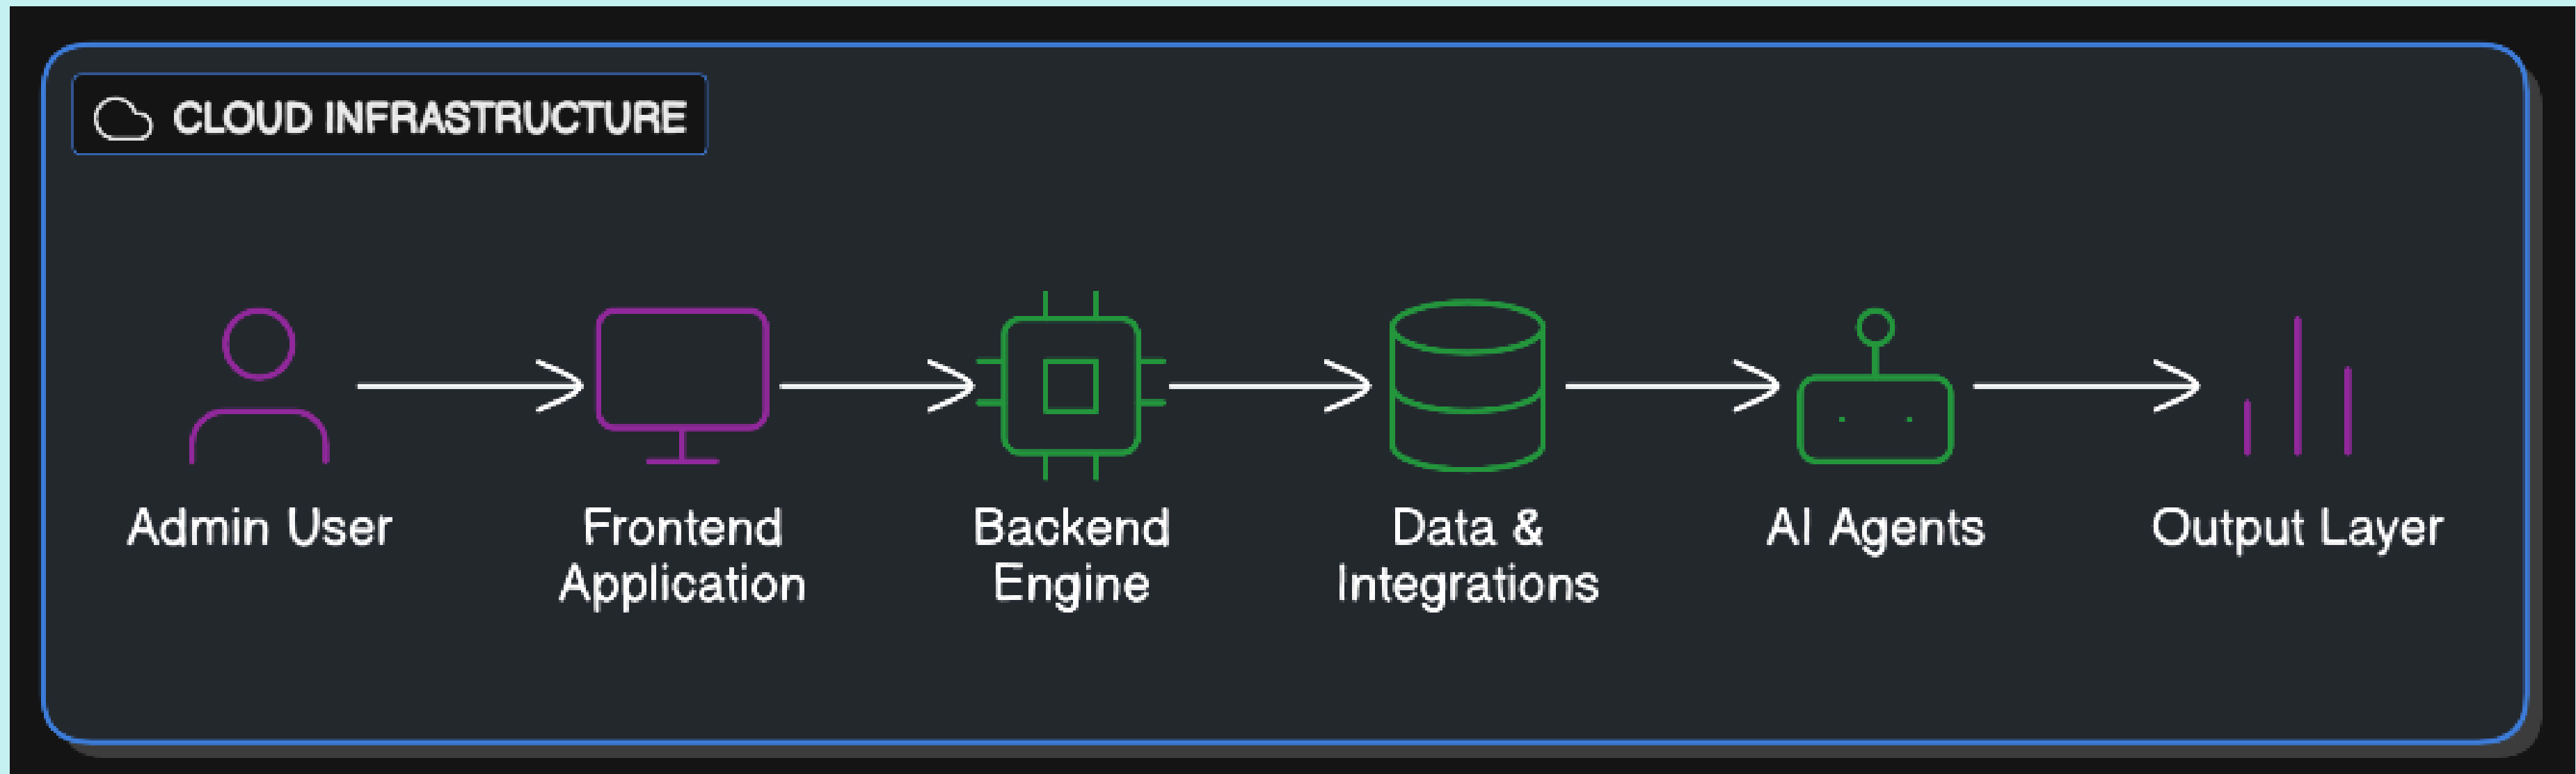 CLOUD INFRASTRUCTURE
Admin User
Frontend
Application
Backend
Engine
Data &
Integrations
AI Agents
Output Layer